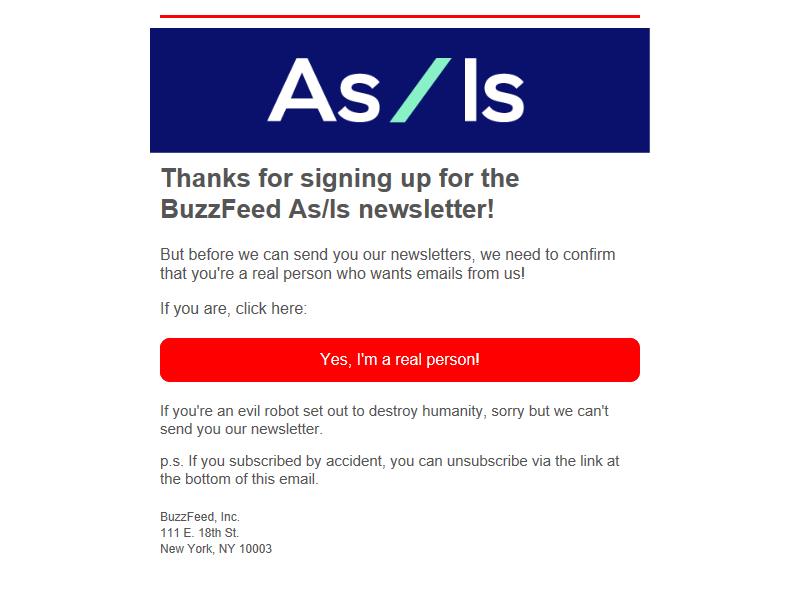 As/Is
Thanks for signing up for the
BuzzFeed As/Is newsletter!
But before we can send you our newsletters, we need to confirm
that you're a real person who wants emails from us!
If you are, click here:
Yes, I'm a real person!
If you're an evil robot set out to destroy humanity, sorry but we can't
send you our newsletter.
p.s. If you subscribed by accident, you can unsubscribe via the link at
the bottom of this email.
BuzzFeed, Inc.
111 E. 18th St.
New York, NY 10003